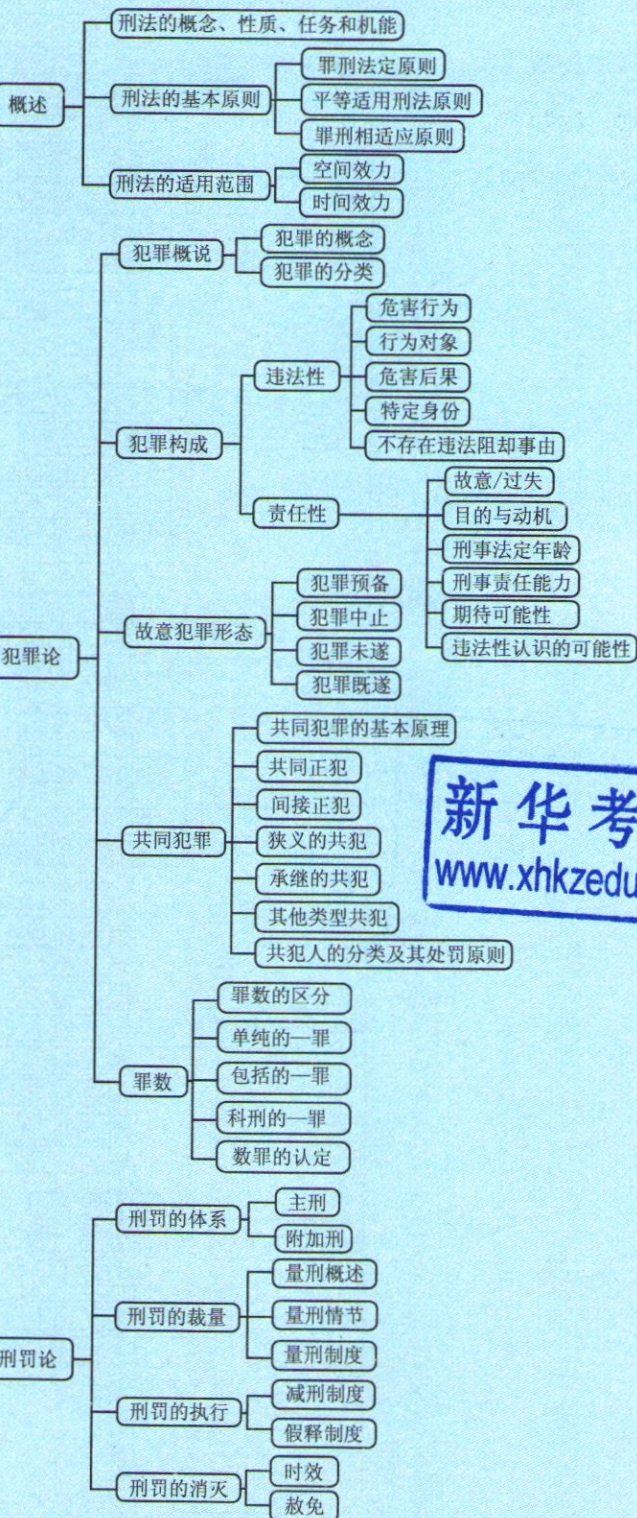 概述
刑法的概念、性质、任务和机能
刑法的基本原则
罪刑法定原则
平等适用刑法原则
罪刑相适应原则
刑法的适用范围
空间效力
时间效力
犯罪论
犯罪概说
犯罪的概念
犯罪的分类
犯罪构成
违法性
危害行为
行为对象
危害后果
特定身份
不存在违法阻却事由
责任性
故意/过失
目的与动机
刑事法定年龄
刑事责任能力
期待可能性
违法性认识的可能性
故意犯罪形态
犯罪预备
犯罪中止
犯罪未遂
犯罪既遂
共同犯罪
共同犯罪的基本原理
共同正犯
间接正犯
狭义的共犯
承继的共犯
其他类型共犯
共犯人的分类及其处罚原则
罪数
罪数的区分
单纯的一罪
包括的一罪
科刑的一罪
数罪的认定
新华考
www.xhkzedu
刑罚论
刑罚的体系
主刑
附加刑
刑罚的裁量
量刑概述
量刑情节
量刑制度
刑罚的执行
减刑制度
假释制度
刑罚的消灭
时效
赦免